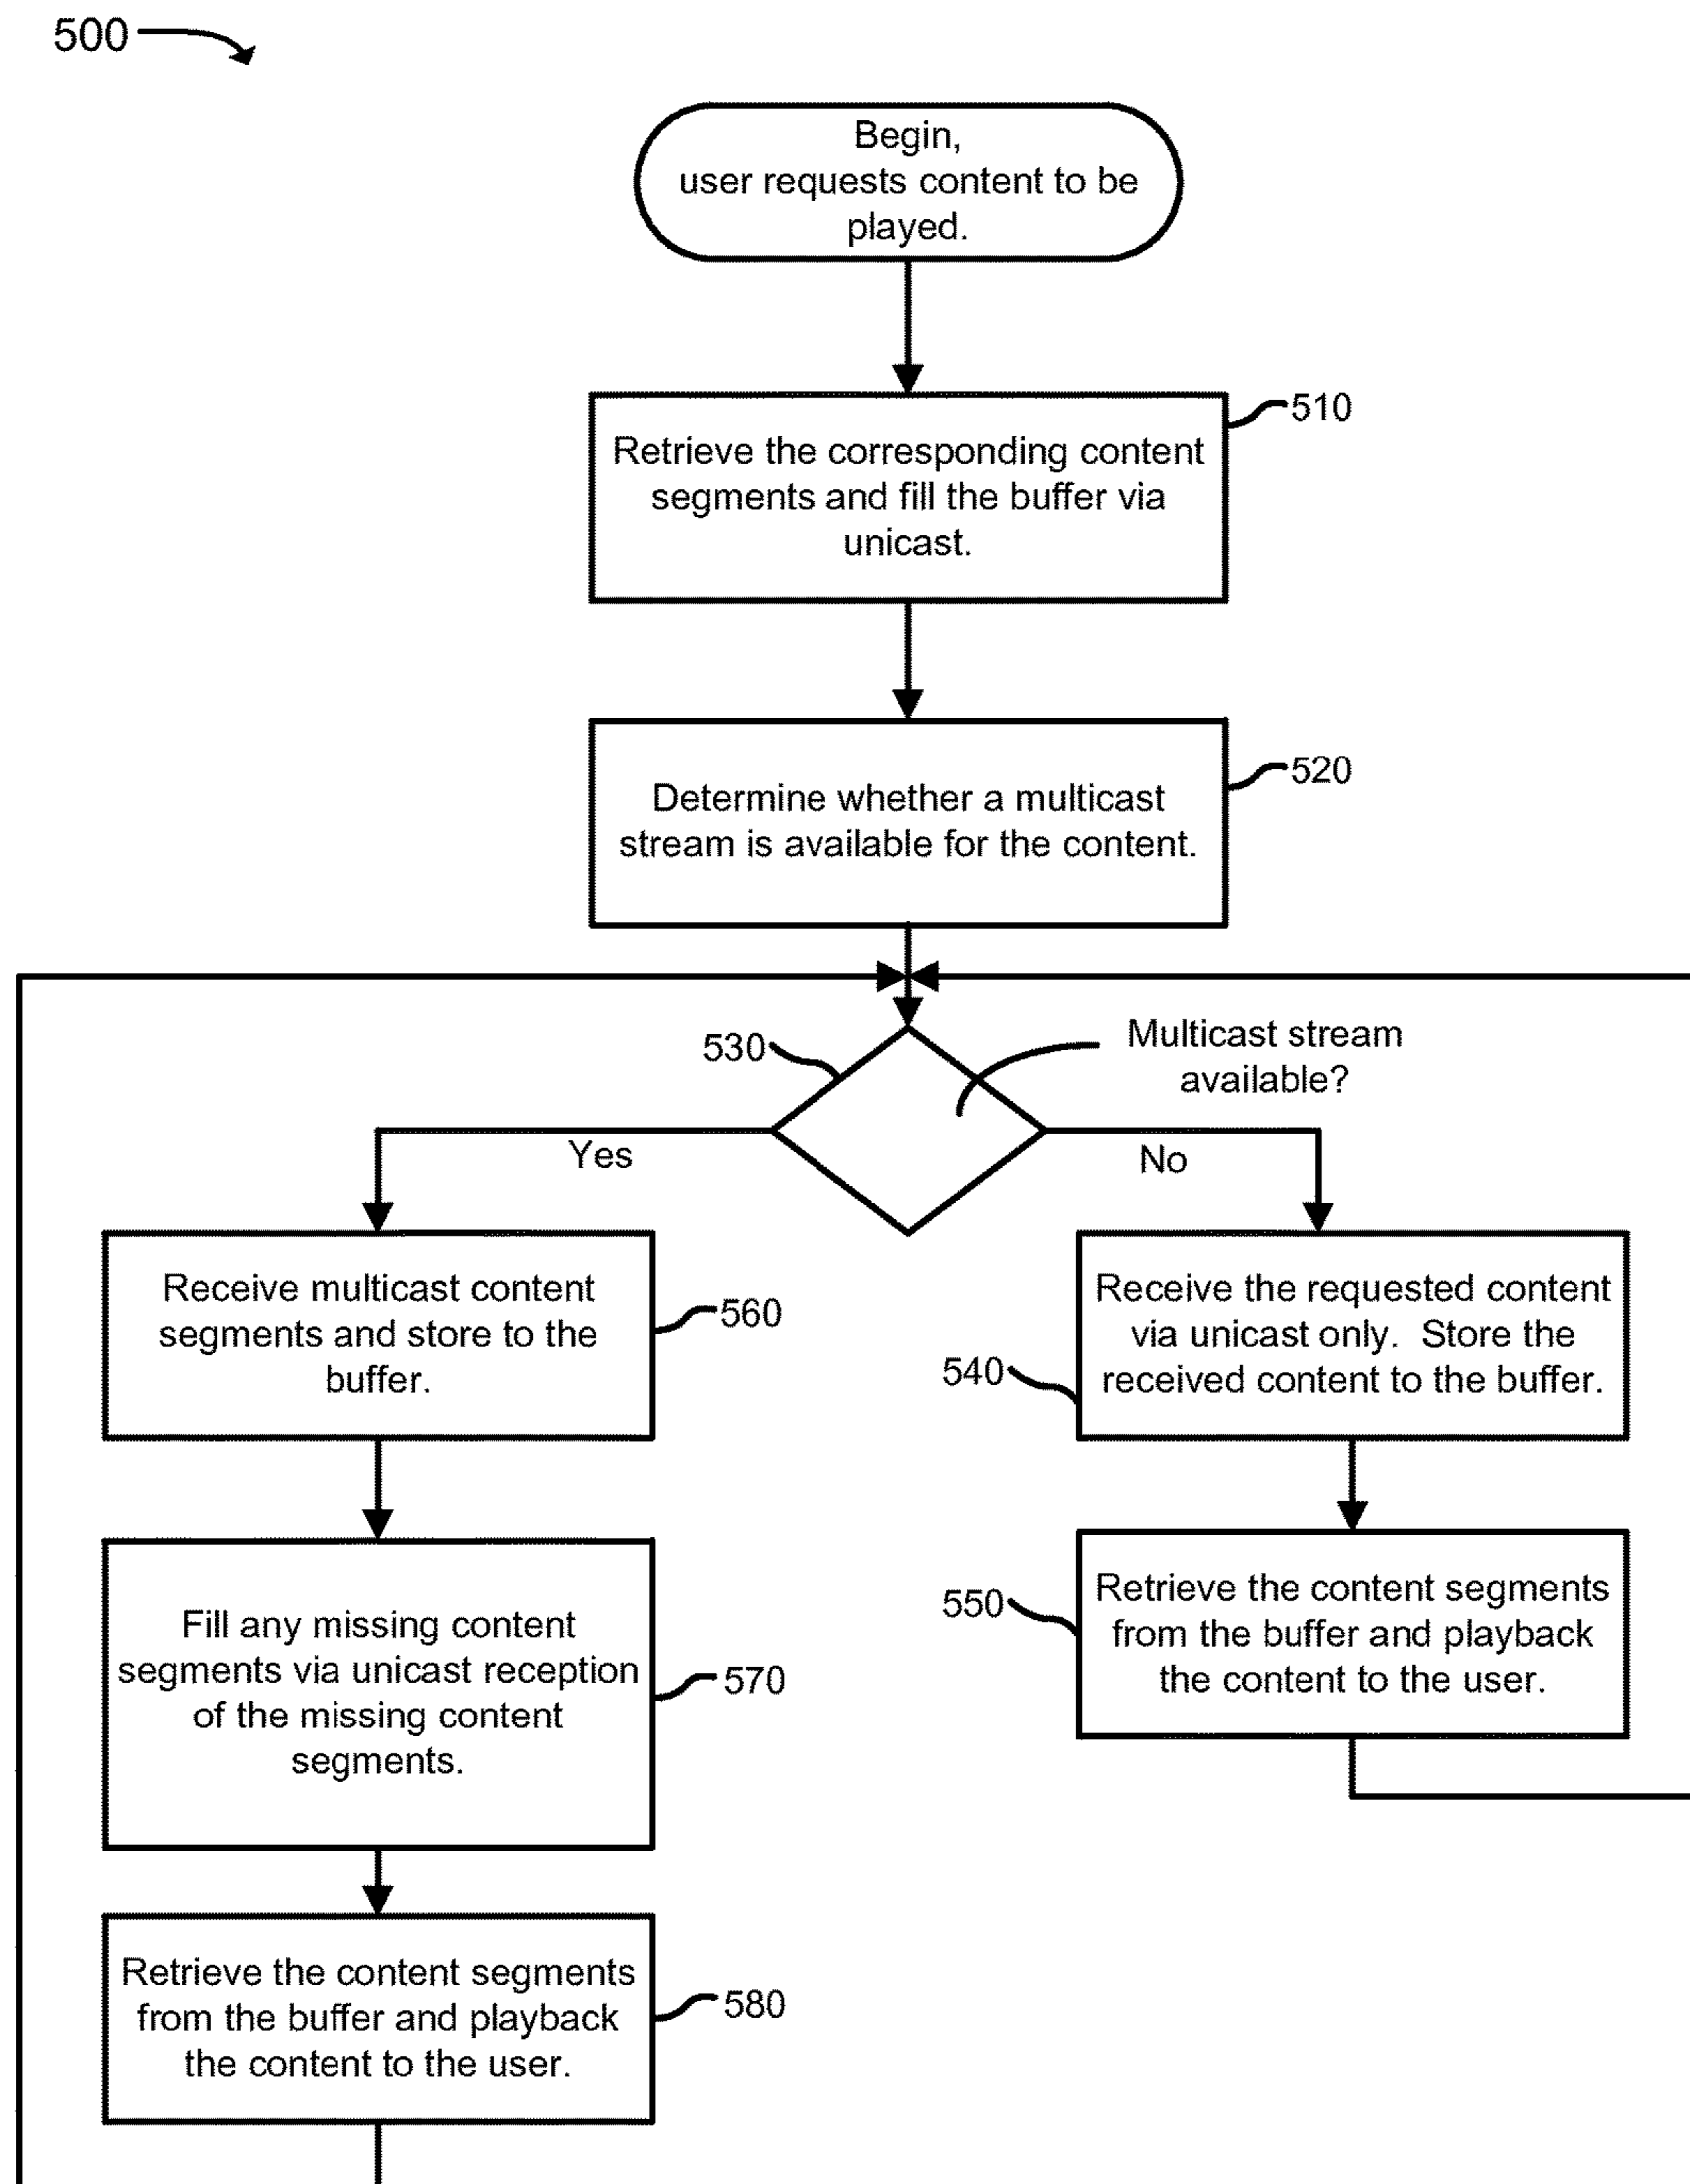 500
Begin,
user requests content to be
played.
510
Retrieve the corresponding content
segments and fill the buffer via
unicast.
520
Determine whether a multicast
stream is available for the content.
530
Multicast stream
available?
Yes
No
Receive multicast content
segments and store to the
buffer.
560
Receive the requested content
via unicast only.  Store the
received content to the buffer.
540
Fill any missing content
segments via unicast reception
of the missing content
segments.
570
Retrieve the content segments
from the buffer and playback
the content to the user.
550
Retrieve the content segments
from the buffer and playback
the content to the user.
580